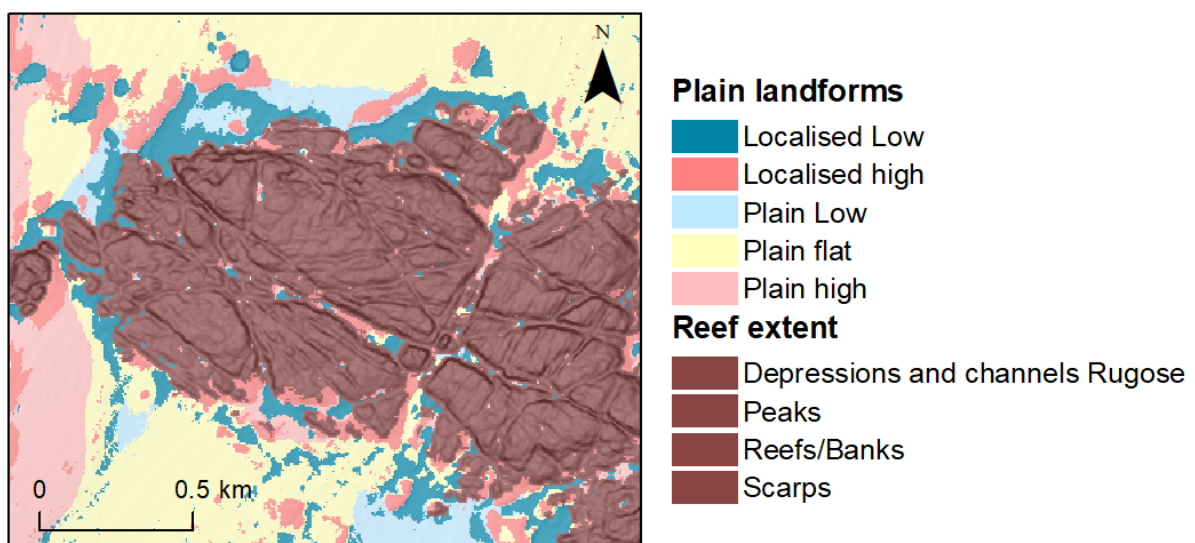 N
Plain landforms
Localised Low
Localised high
Plain Low
Plain flat
Plain high
Reef extent
Depressions and channels Rugose
Peaks
Reefs/Banks
Scarps
0 0.5 km